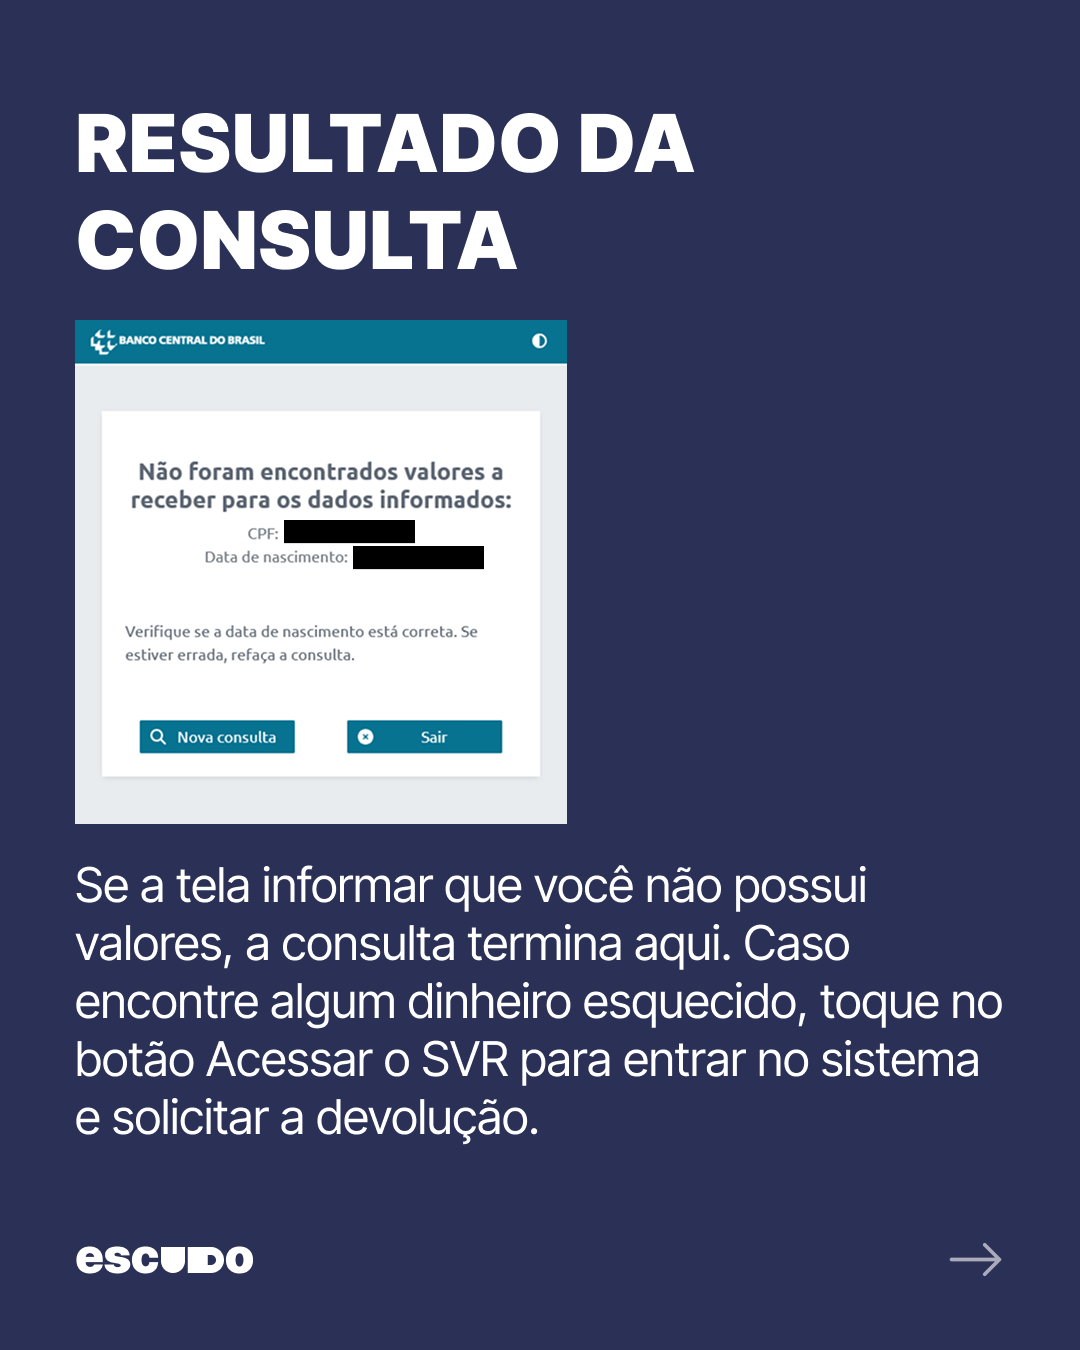 RESULTADO DA
CONSULTA
BANCO CENTRAL DO BRASIL
Não foram encontrados valores a
receber para os dados informados:
CPF:
Data de nascimento:
Verifique se a data de nascimento está correta. Se
estiver errada, refaça a consulta.
Nova consulta
Sair
Se a tela informar que você não possui
valores, a consulta termina aqui. Caso
encontre algum dinheiro esquecido, toque no
botão Acessar o SVR para entrar no sistema
e solicitar a devolução.
escudo